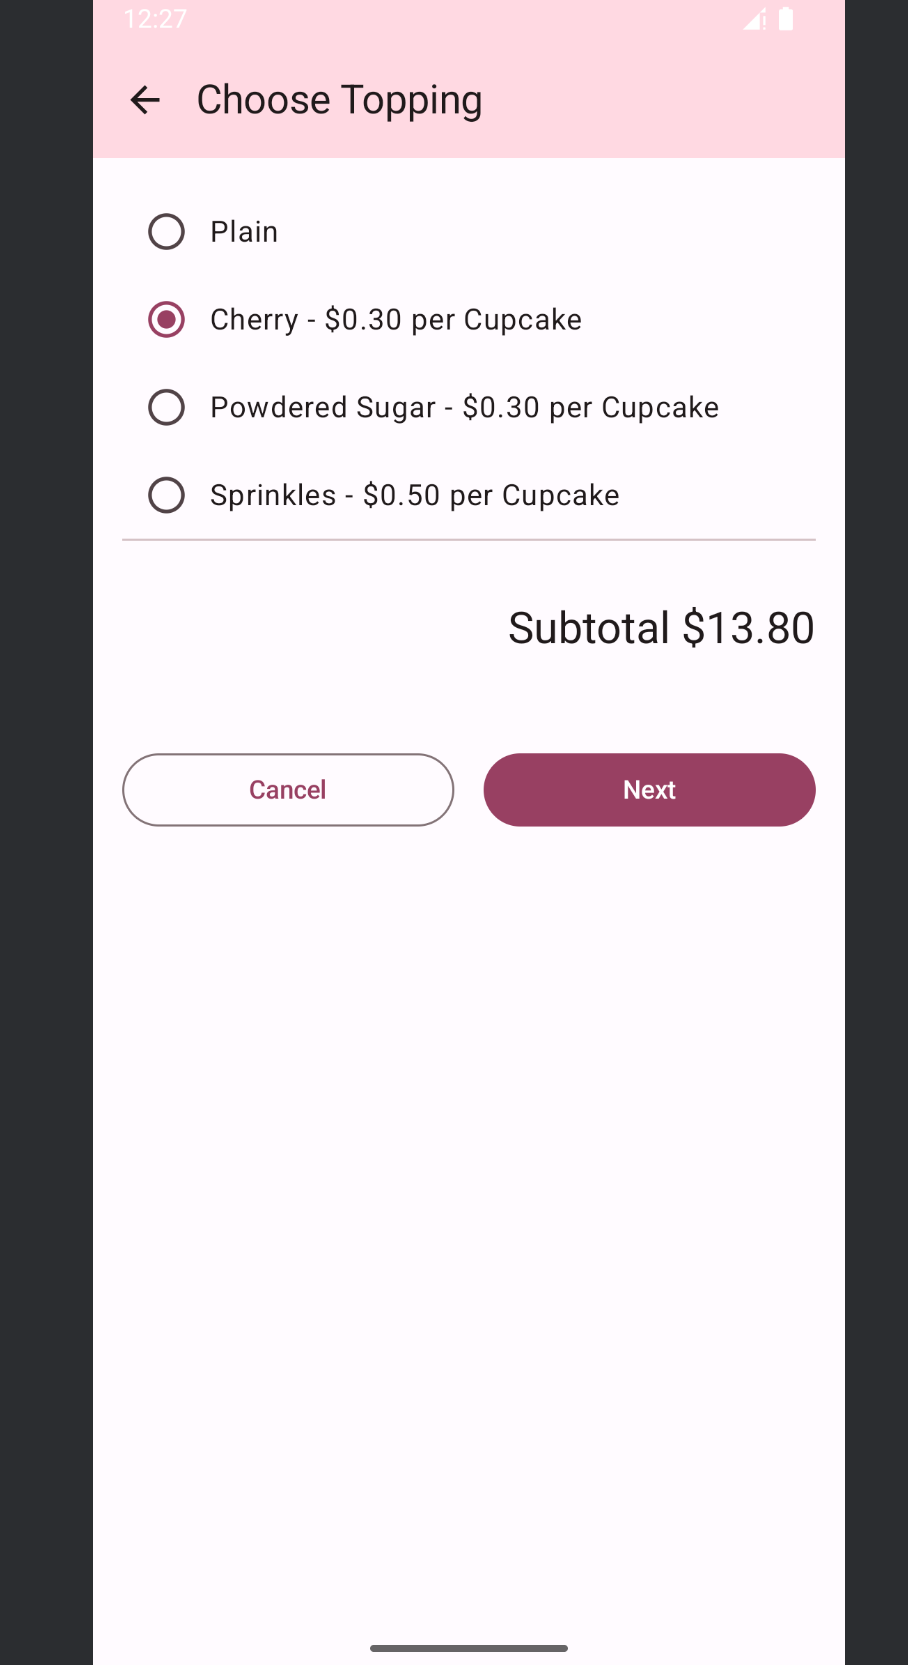 12:27
Choose Topping
Plain
Cherry - $0.30 per Cupcake
Powdered Sugar - $0.30 per Cupcake
Sprinkles - $0.50 per Cupcake
Subtotal $13.80
Cancel
Next